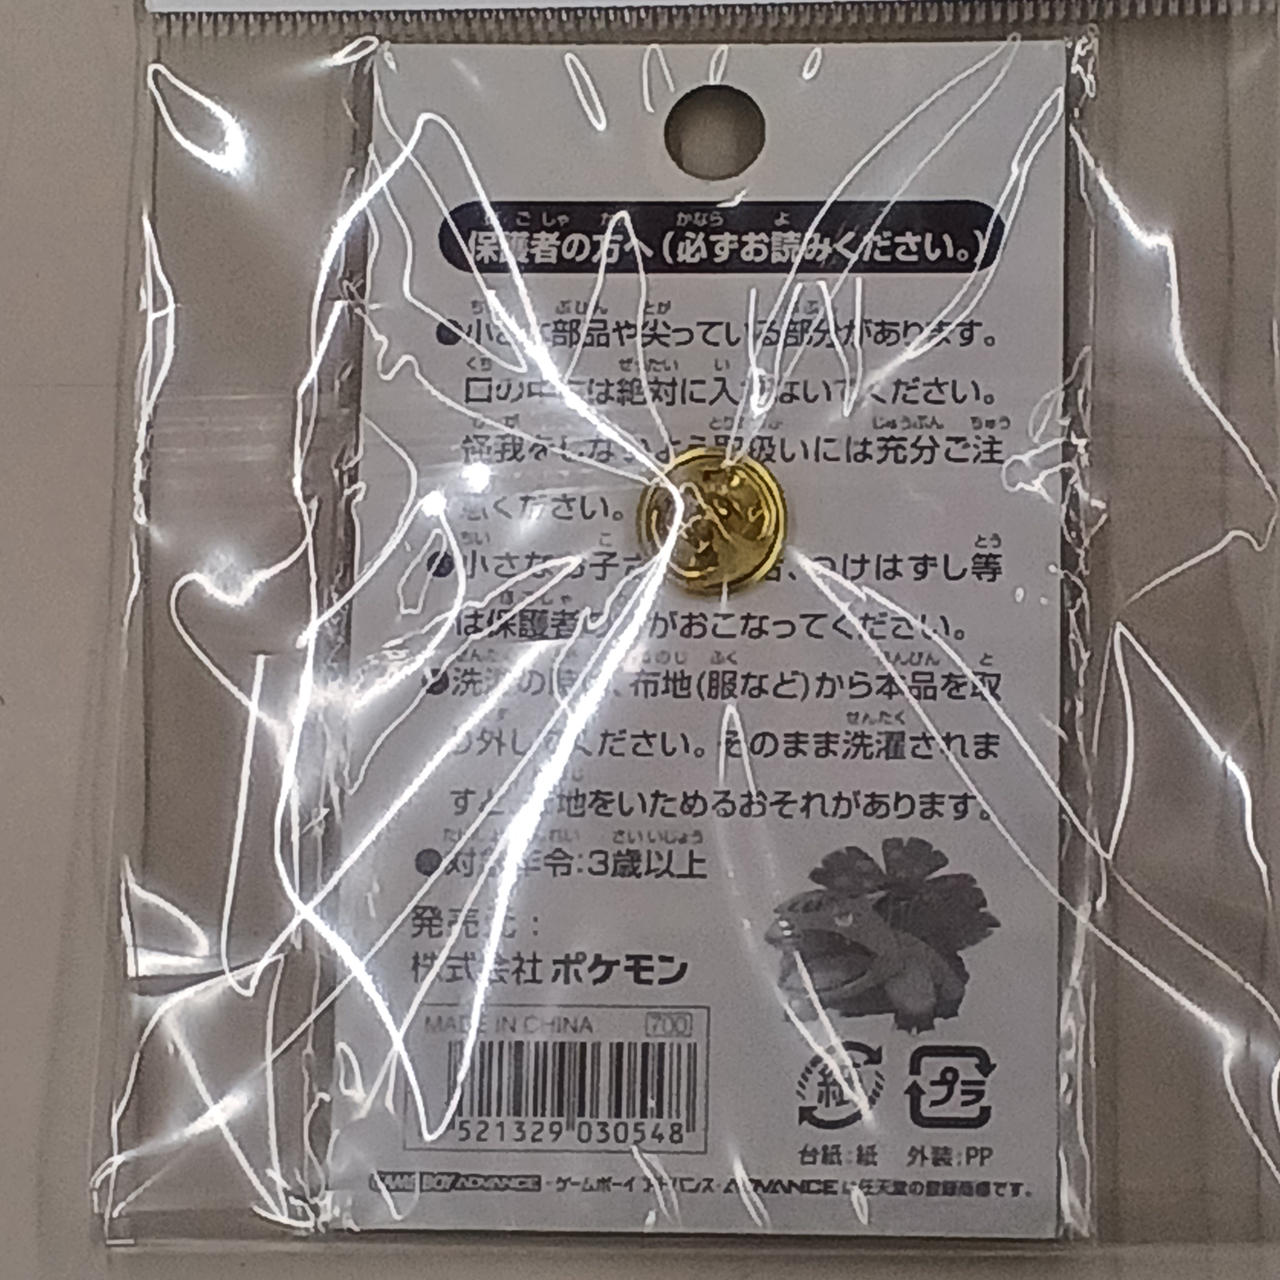 保護者の方へ(必ずお読みください。)
●小さな部品や尖っている部分があります。
口の中には絶対に入れないでください。
怪我をしないよう取扱いには充分ご注
意ください。
●小さなお子さ 、つけはずし等
は保護者の方がおこなってください。
●洗濯の時は、布地(服など)から本品を取
り外してください。そのまま洗濯されま
すと 地をいためるおそれがあります。
●対象年令:3歳以上
発売元:
株式会社ポケモン
MADE IN CHINA 700
521329 030548
紙 プラ
台紙:紙 外装:PP
GAME BOY ADVANCE・ゲームボーイアドバンス・ADVANCEは任天堂の登録商標です。